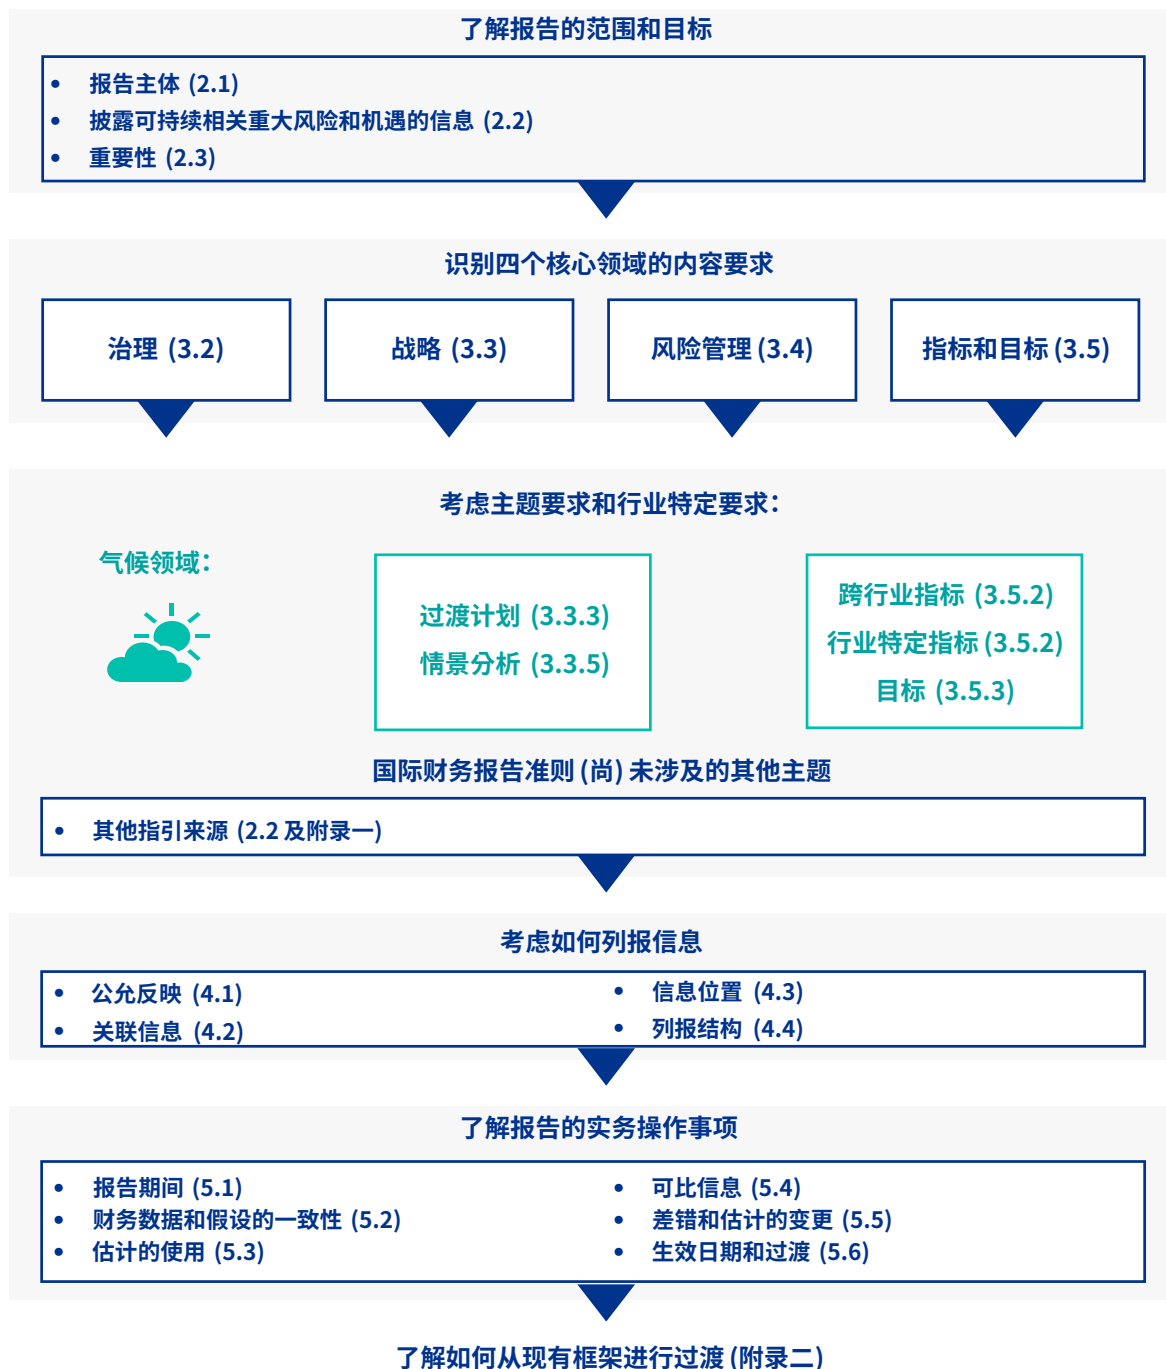 了解报告的范围和目标
• 报告主体 (2.1)
• 披露可持续相关重大风险和机遇的信息 (2.2)
• 重要性 (2.3)
识别四个核心领域的内容要求
治理 (3.2)
战略 (3.3)
风险管理 (3.4)
指标和目标 (3.5)
考虑主题要求和行业特定要求：
气候领域：
过渡计划 (3.3.3)
情景分析 (3.3.5)
跨行业指标 (3.5.2)
行业特定指标 (3.5.2)
目标 (3.5.3)
国际财务报告准则 (尚) 未涉及的其他主题
• 其他指引来源 (2.2 及附录一)
考虑如何列报信息
• 公允反映 (4.1)
• 关联信息 (4.2)
• 信息位置 (4.3)
• 列报结构 (4.4)
了解报告的实务操作事项
• 报告期间 (5.1)
• 财务数据和假设的一致性 (5.2)
• 估计的使用 (5.3)
• 可比信息 (5.4)
• 差错和估计的变更 (5.5)
• 生效日期和过渡 (5.6)
了解如何从现有框架进行过渡 (附录二)